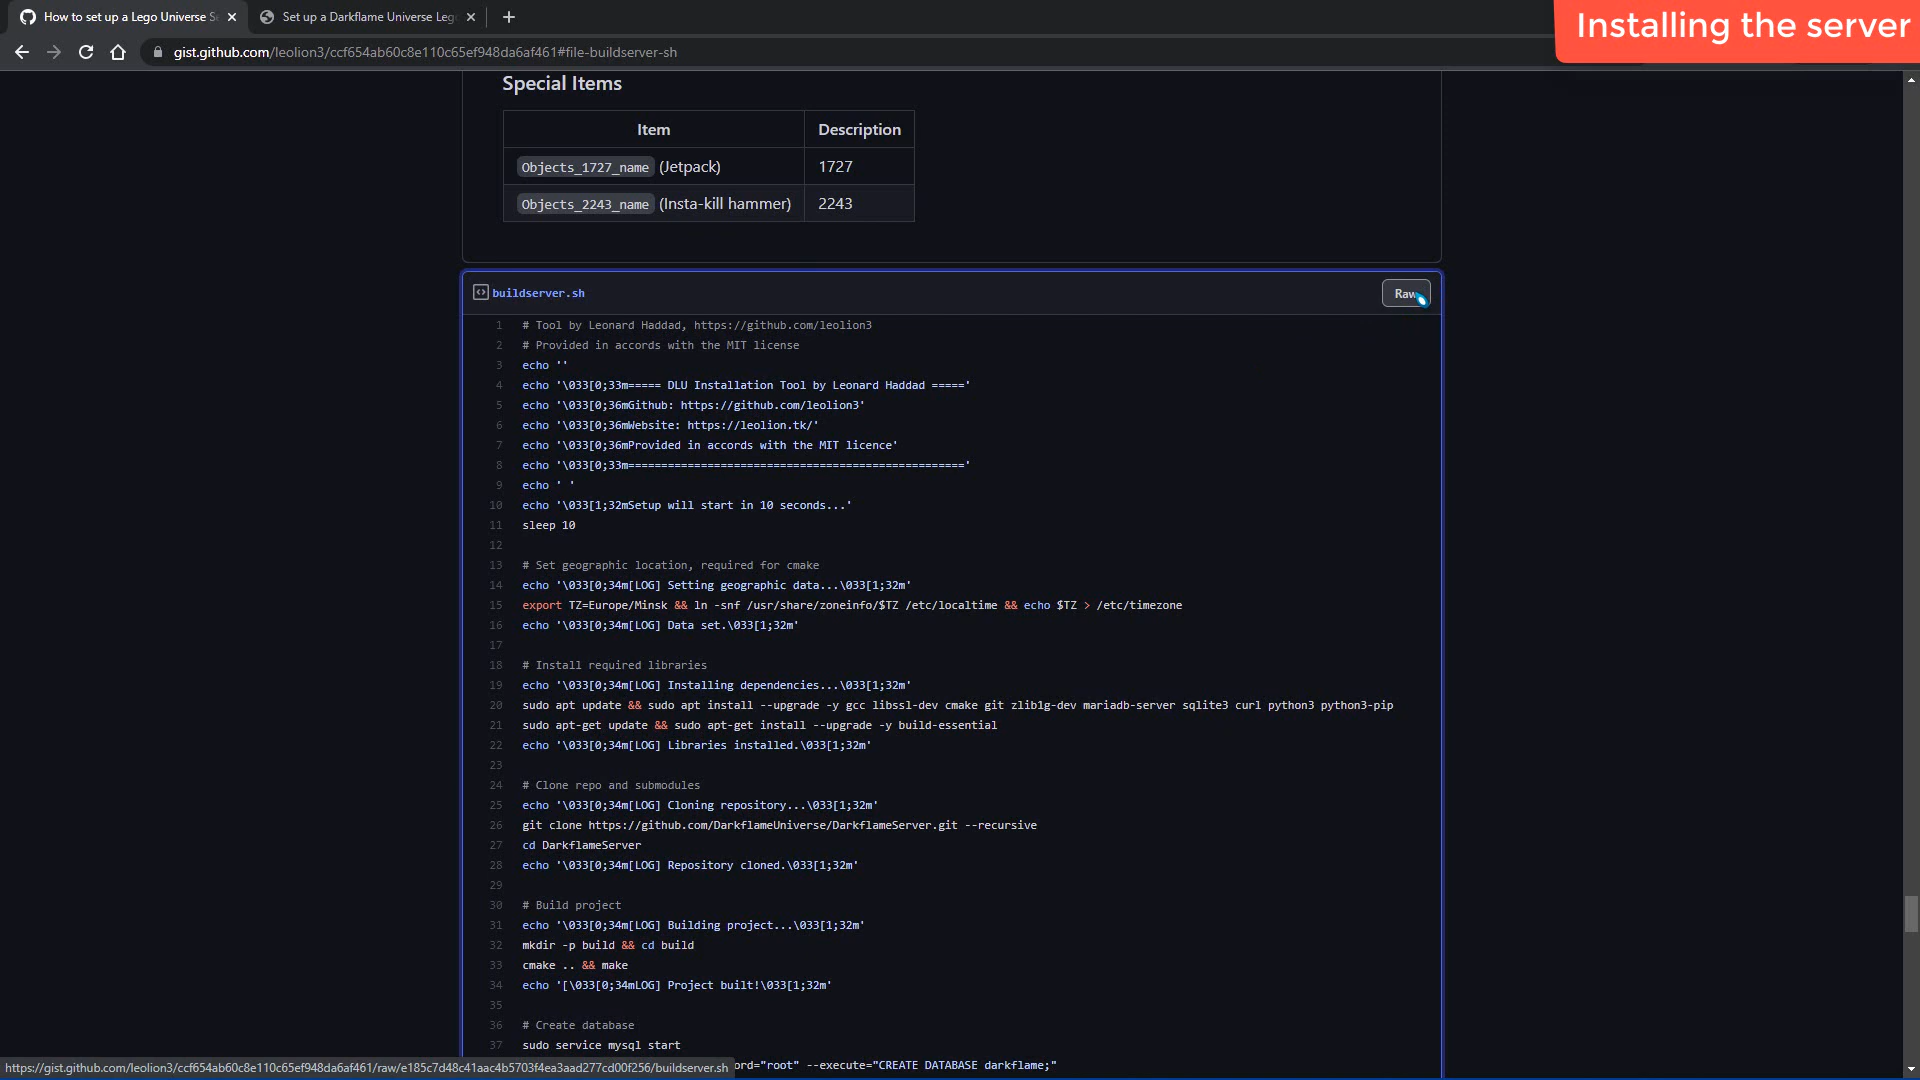 How to set up a Lego Universe S
Set up a Darkflame Universe Leg
Installing the server
gist.github.com/leolion3/ccf654ab60c8e110c65ef948da6af461#file-buildserver-sh
Special Items
Item Description
Objects_1727_name (Jetpack) 1727
Objects_2243_name (Insta-kill hammer) 2243
buildserver.sh
Raw
1 # Tool by Leonard Haddad, https://github.com/leolion3
2 # Provided in accords with the MIT license
3 echo ''
4 echo '\033[0;33m===== DLU Installation Tool by Leonard Haddad ====='
5 echo '\033[0;36mGithub: https://github.com/leolion3'
6 echo '\033[0;36mWebsite: https://leolion.tk/'
7 echo '\033[0;36mProvided in accords with the MIT licence'
8 echo '\033[0;33m==================================================='
9 echo ' '
10 echo '\033[1;32mSetup will start in 10 seconds...'
11 sleep 10
12
13 # Set geographic location, required for cmake
14 echo '\033[0;34m[LOG] Setting geographic data...\033[1;32m'
15 export TZ=Europe/Minsk && ln -snf /usr/share/zoneinfo/$TZ /etc/localtime && echo $TZ > /etc/timezone
16 echo '\033[0;34m[LOG] Data set.\033[1;32m'
17
18 # Install required libraries
19 echo '\033[0;34m[LOG] Installing dependencies...\033[1;32m'
20 sudo apt update && sudo apt install --upgrade -y gcc libssl-dev cmake git zlib1g-dev mariadb-server sqlite3 curl python3 python3-pip
21 sudo apt-get update && sudo apt-get install --upgrade -y build-essential
22 echo '\033[0;34m[LOG] Libraries installed.\033[1;32m'
23
24 # Clone repo and submodules
25 echo '\033[0;34m[LOG] Cloning repository...\033[1;32m'
26 git clone https://github.com/DarkflameUniverse/DarkflameServer.git --recursive
27 cd DarkflameServer
28 echo '\033[0;34m[LOG] Repository cloned.\033[1;32m'
29
30 # Build project
31 echo '\033[0;34m[LOG] Building project...\033[1;32m'
32 mkdir -p build && cd build
33 cmake .. && make
34 echo '[\033[0;34mLOG] Project built!\033[1;32m'
35
36 # Create database
37 sudo service mysql start
ord="root" --execute="CREATE DATABASE darkflame;"
https://gist.github.com/leolion3/ccf654ab60c8e110c65ef948da6af461/raw/e185c7d48c41aac4b5703f4ea3aad277cd00f256/buildserver.sh